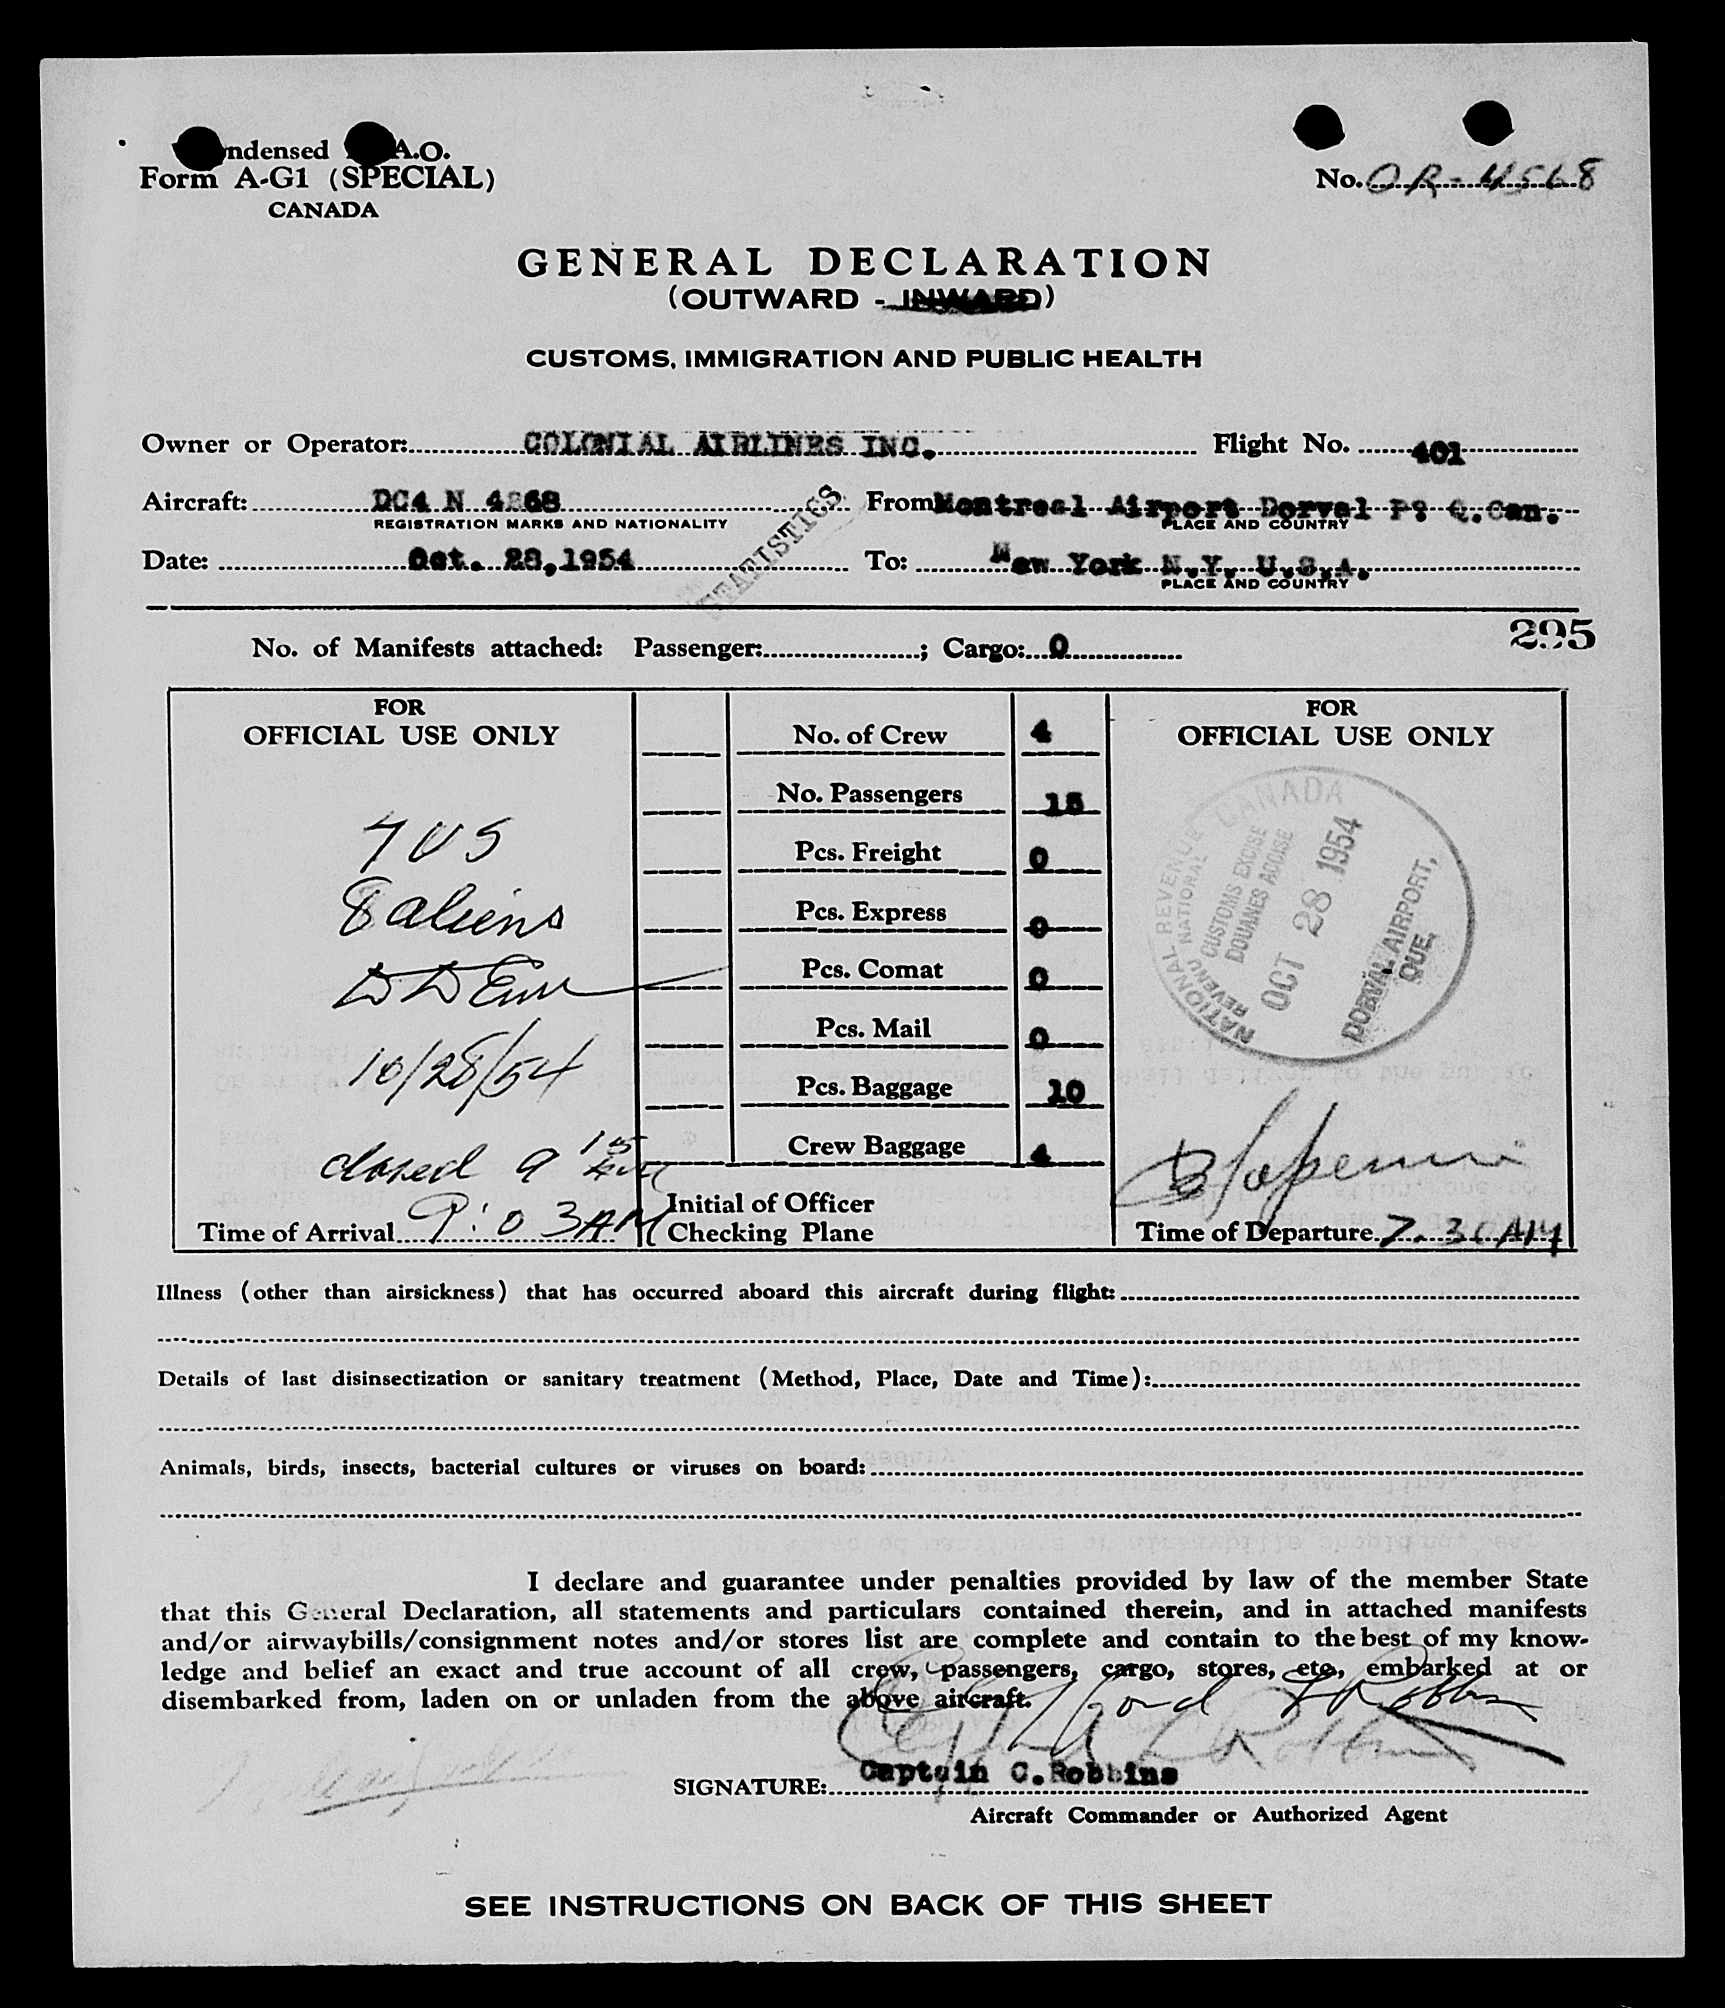 ndensed A.O.
Form A-G1 (SPECIAL)
CANADA
No. OR-4568
GENERAL DECLARATION
(OUTWARD - INWARD)
CUSTOMS, IMMIGRATION AND PUBLIC HEALTH
Owner or Operator: COLONIAL AIRLINES INC. Flight No. 401
Aircraft: DC4 N 4868 From Montreal Airport Dorval P? Q.Can.
REGISTRATION MARKS AND NATIONALITY PLACE AND COUNTRY
STATISTICS
Date: Oct. 28,1954 To: New York N.Y. U.S.A.
PLACE AND COUNTRY
295
No. of Manifests attached: Passenger: ; Cargo: 0
FOR
OFFICIAL USE ONLY
7 US
8 aliens
10/28/54
closed 9 15
Time of Arrival 9:03 AM
No. of Crew 4
No. Passengers 15
Pcs. Freight 0
Pcs. Express 0
Pcs. Comat 0
Pcs. Mail 0
Pcs. Baggage 10
Crew Baggage 4
Initial of Officer
Checking Plane
FOR
OFFICIAL USE ONLY
NATIONAL REVENUE CANADA
REVENU NATIONAL
CUSTOMS EXCISE
DOUANES ACCISE
OCT 28 1954
DORVAL AIRPORT,
QUE.
Time of Departure 7.30 AM
Illness (other than airsickness) that has occurred aboard this aircraft during flight:
Details of last disinsectization or sanitary treatment (Method, Place, Date and Time):
Animals, birds, insects, bacterial cultures or viruses on board:
I declare and guarantee under penalties provided by law of the member State
that this General Declaration, all statements and particulars contained therein, and in attached manifests
and/or airwaybills/consignment notes and/or stores list are complete and contain to the best of my know-
ledge and belief an exact and true account of all crew, passengers, cargo, stores, etc, embarked at or
disembarked from, laden on or unladen from the above aircraft.
SIGNATURE: Captain C.Robbins
Aircraft Commander or Authorized Agent
SEE INSTRUCTIONS ON BACK OF THIS SHEET